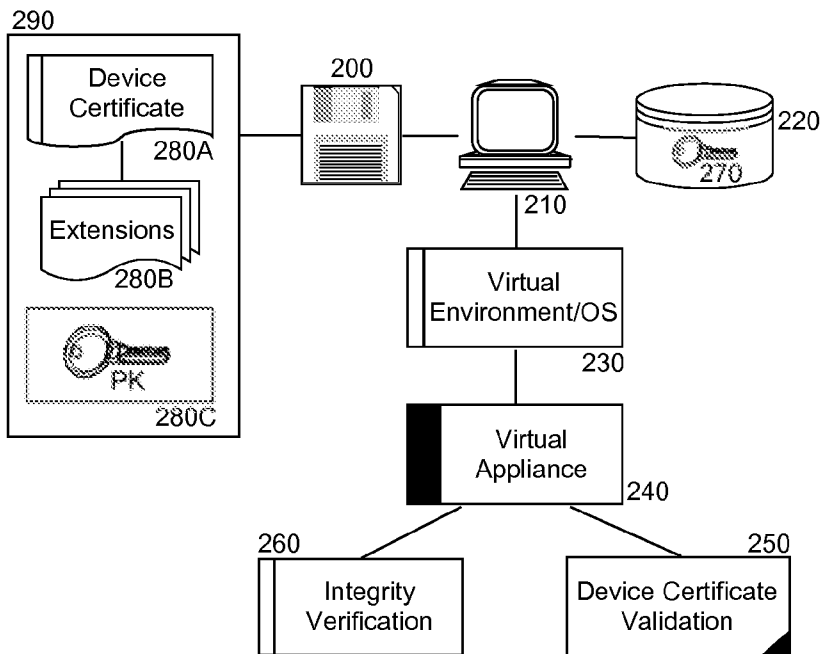 290
Device
Certificate
280A
Extensions
280B
PK
280C
200
210
220
270
Virtual
Environment/OS
230
Virtual
Appliance
240
260
Integrity
Verification
250
Device Certificate
Validation